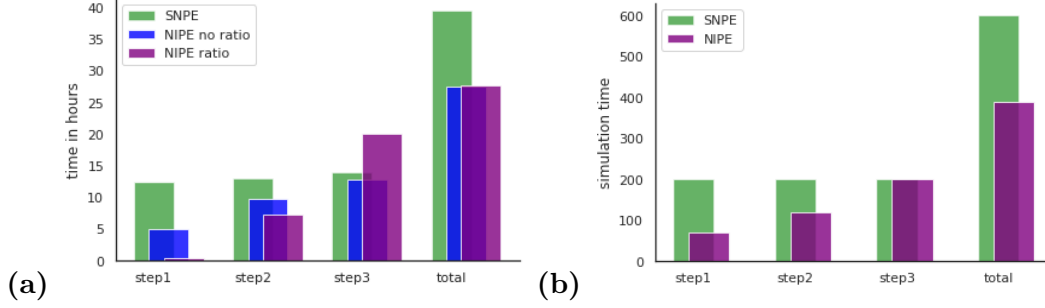 40
35
30
25
20
15
10
5
0
time in hours
SNPE
NIPE no ratio
NIPE ratio
step1
step2
step3
total
(a)
600
500
400
300
200
100
0
simulation time
SNPE
NIPE
step1
step2
step3
total
(b)